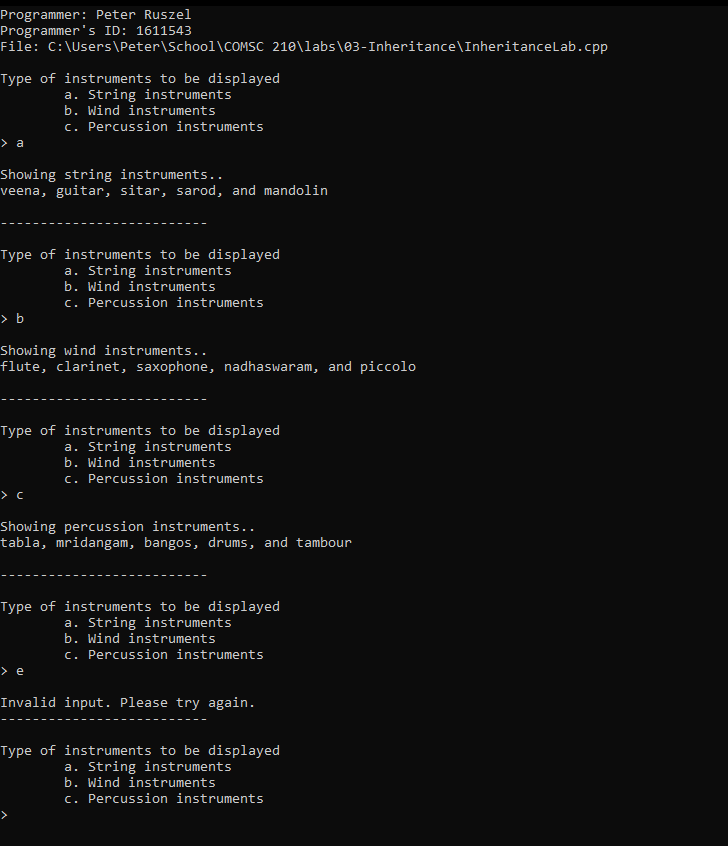 Programmer: Peter Ruszel
Programmer's ID: 1611543
File: C:\Users\Peter\School\COMSC 210\labs\03-Inheritance\InheritanceLab.cpp

Type of instruments to be displayed
        a. String instruments
        b. Wind instruments
        c. Percussion instruments
> a

Showing string instruments..
veena, guitar, sitar, sarod, and mandolin

--------------------------

Type of instruments to be displayed
        a. String instruments
        b. Wind instruments
        c. Percussion instruments
> b

Showing wind instruments..
flute, clarinet, saxophone, nadhaswaram, and piccolo

--------------------------

Type of instruments to be displayed
        a. String instruments
        b. Wind instruments
        c. Percussion instruments
> c

Showing percussion instruments..
tabla, mridangam, bangos, drums, and tambour

--------------------------

Type of instruments to be displayed
        a. String instruments
        b. Wind instruments
        c. Percussion instruments
> e

Invalid input. Please try again.
--------------------------

Type of instruments to be displayed
        a. String instruments
        b. Wind instruments
        c. Percussion instruments
>